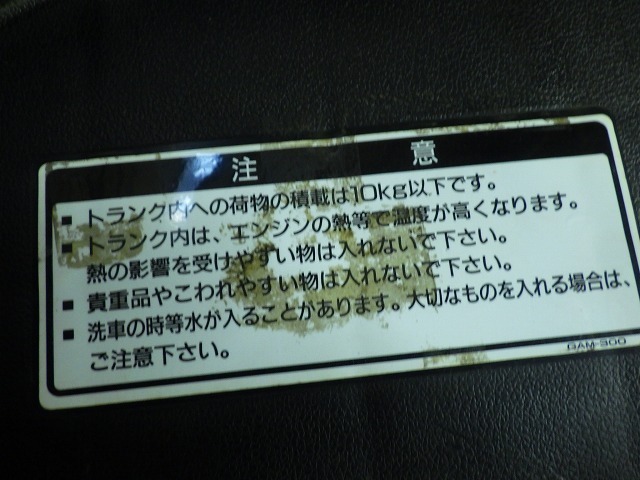 注 意
■ トランク内への荷物の積載は10kg以下です。
■ トランク内は、エンジンの熱等で温度が高くなります。
熱の影響を受けやすい物は入れないで下さい。
■ 貴重品やこわれやすい物は入れないで下さい。
■ 洗車の時等水が入ることがあります。大切なものを入れる場合は、
ご注意下さい。
GAM-300